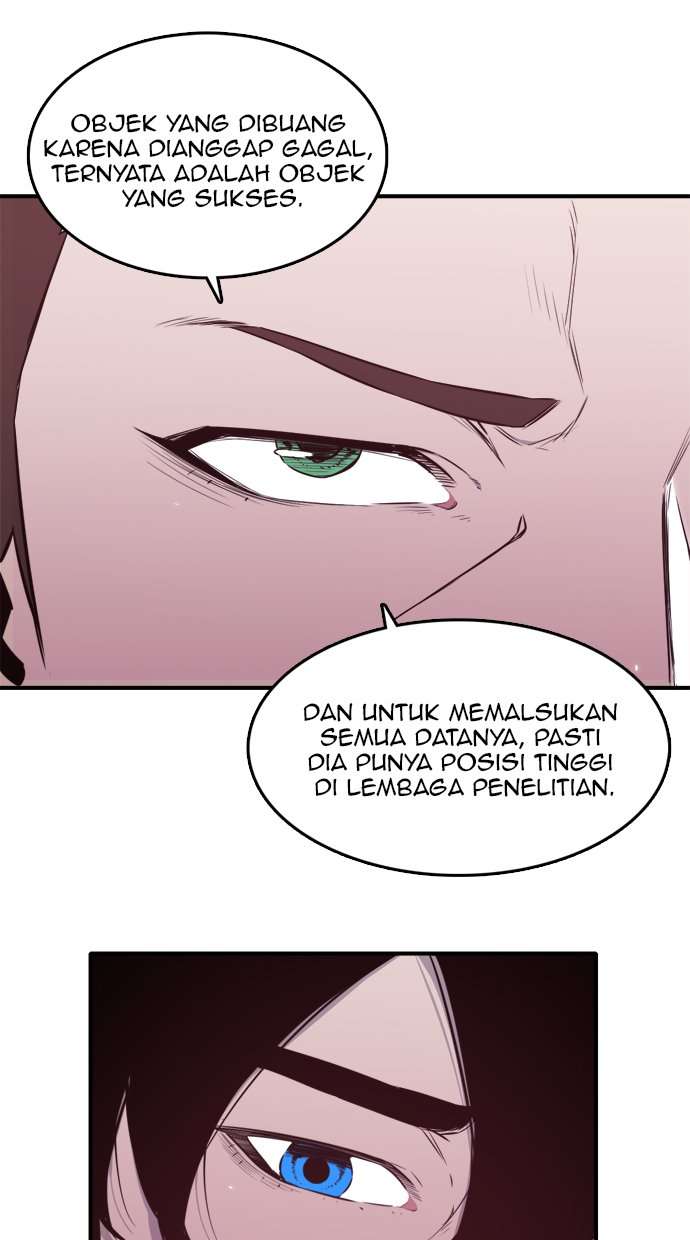 OBJEK YANG DIBUANG
KARENA DIANGGAP GAGAL,
TERNYATA ADALAH OBJEK
YANG SUKSES.
DAN UNTUK MEMALSUKAN
SEMUA DATANYA, PASTI
DIA PUNYA POSISI TINGGI
DI LEMBAGA PENELITIAN.